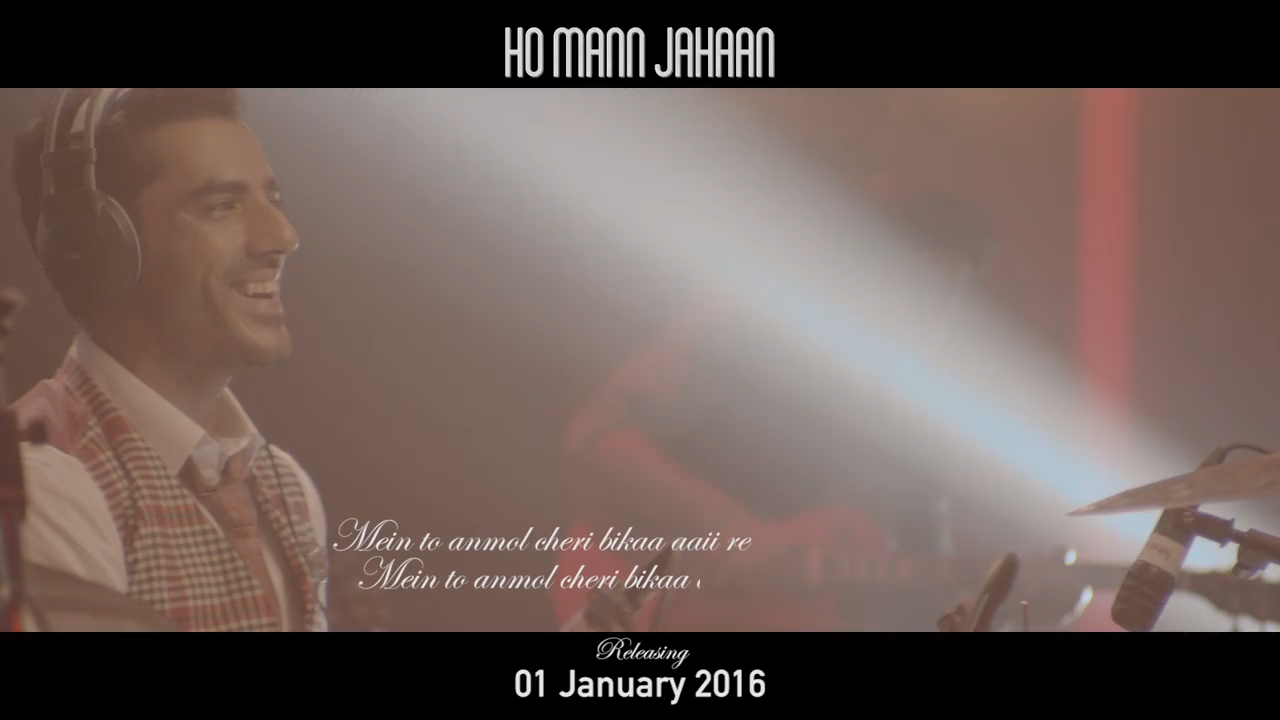 HO MANN JAHAAN
Mein to anmol cheri bikaa aaii re
Mein to anmol cheri bikaa
Releasing
01 January 2016